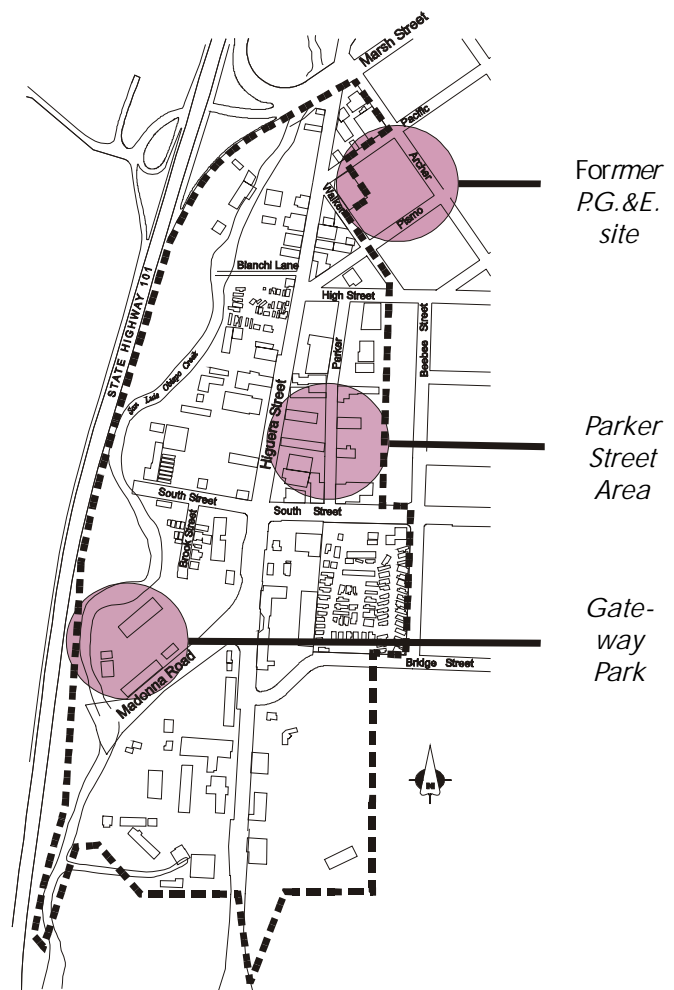 Marsh Street
Pacific
Archer
Former
P.G.&E.
site
Walker
Pismo
Bianchi Lane
High Street
STATE HIGHWAY 101
Parker
Beebee Street
San Luis Obispo Creek
Higuera Street
Parker
Street
Area
South Street
South Street
Brook Street
Gate-
way
Park
Bridge Street
Madonna Road
N